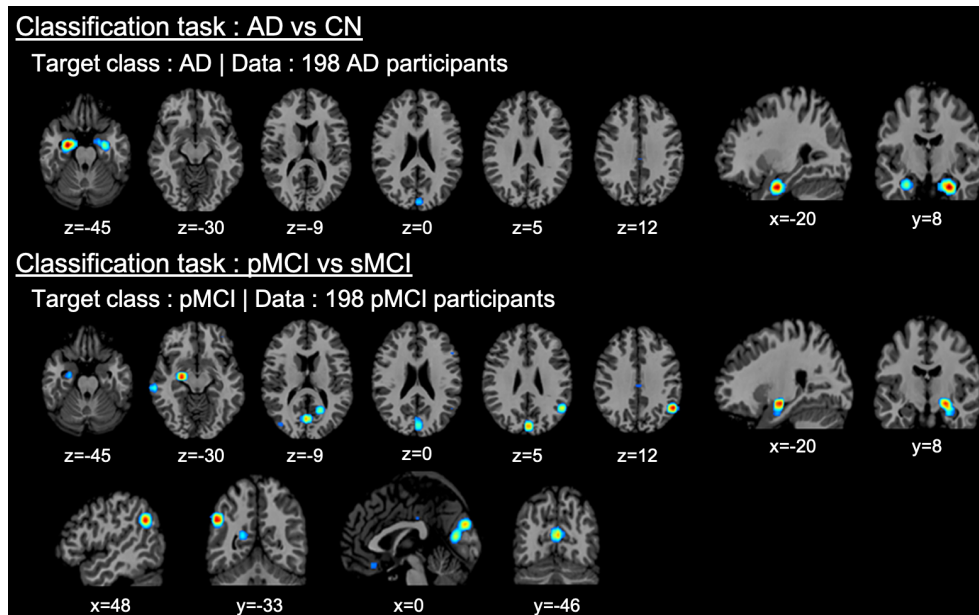 Classification task : AD vs CN
Target class : AD | Data : 198 AD participants
z=-45 z=-30 z=-9 z=0 z=5 z=12 x=-20 y=8
Classification task : pMCI vs sMCI
Target class : pMCI | Data : 198 pMCI participants
z=-45 z=-30 z=-9 z=0 z=5 z=12 x=-20 y=8
x=48 y=-33 x=0 y=-46